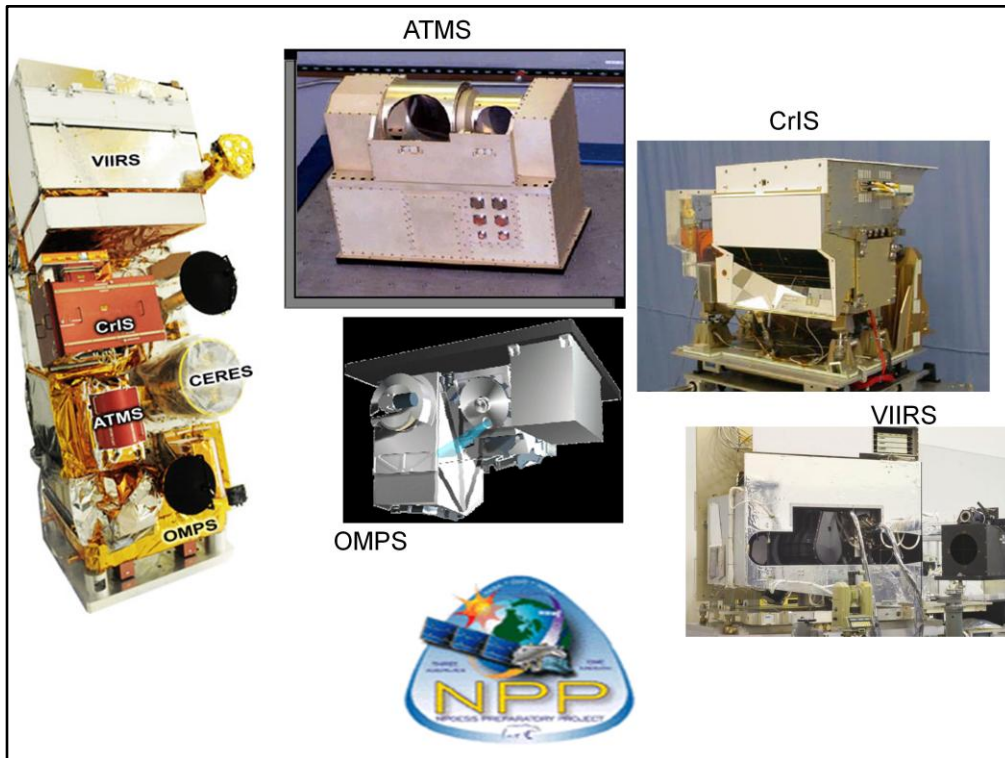 ATMS
VIIRS
CrIS
CERES
ATMS
OMPS
CrIS
OMPS
VIIRS
NPP
NPOESS PREPARATORY PROJECT